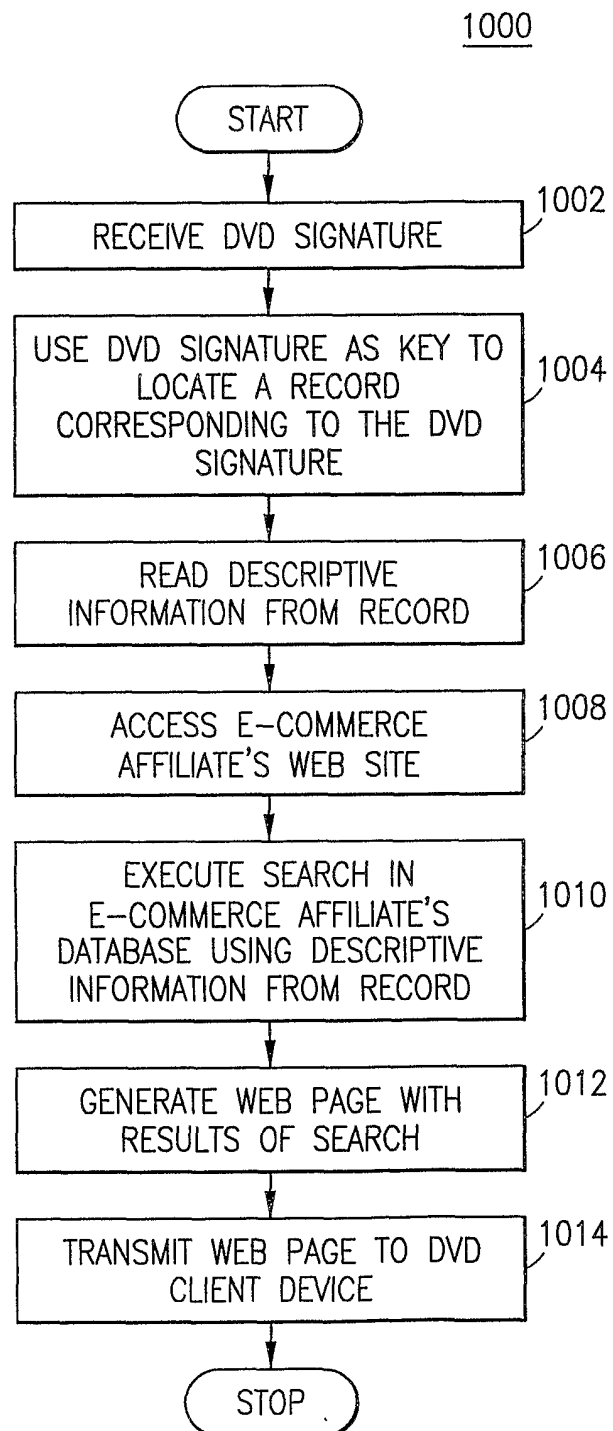 1000
START
1002
RECEIVE DVD SIGNATURE
USE DVD SIGNATURE AS KEY TO
LOCATE A RECORD
CORRESPONDING TO THE DVD
SIGNATURE
1004
READ DESCRIPTIVE
INFORMATION FROM RECORD
1006
ACCESS E-COMMERCE
AFFILIATE'S WEB SITE
1008
EXECUTE SEARCH IN
E-COMMERCE AFFILIATE'S
DATABASE USING DESCRIPTIVE
INFORMATION FROM RECORD
1010
GENERATE WEB PAGE WITH
RESULTS OF SEARCH
1012
TRANSMIT WEB PAGE TO DVD
CLIENT DEVICE
1014
STOP